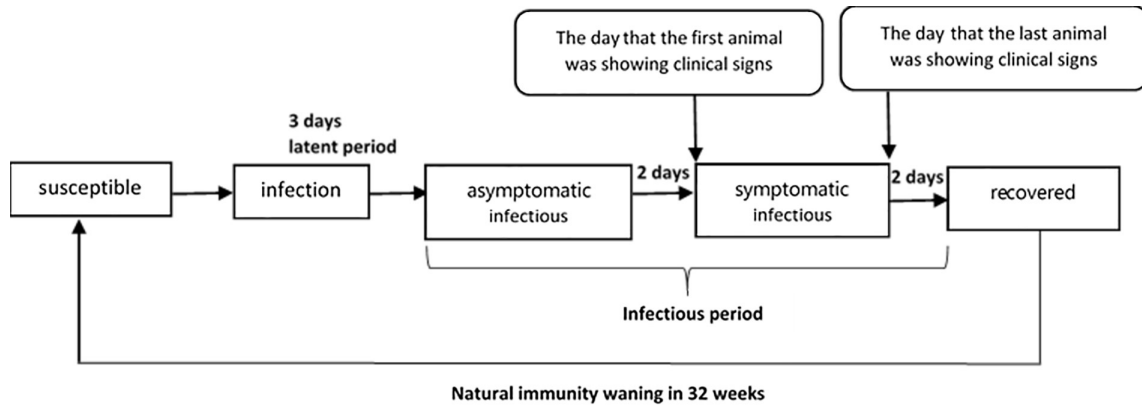 The day that the first animal
was showing clinical signs
The day that the last animal
was showing clinical signs
3 days
latent period
susceptible
infection
asymptomatic
infectious
2 days
symptomatic
infectious
2 days
recovered
Infectious period
Natural immunity waning in 32 weeks